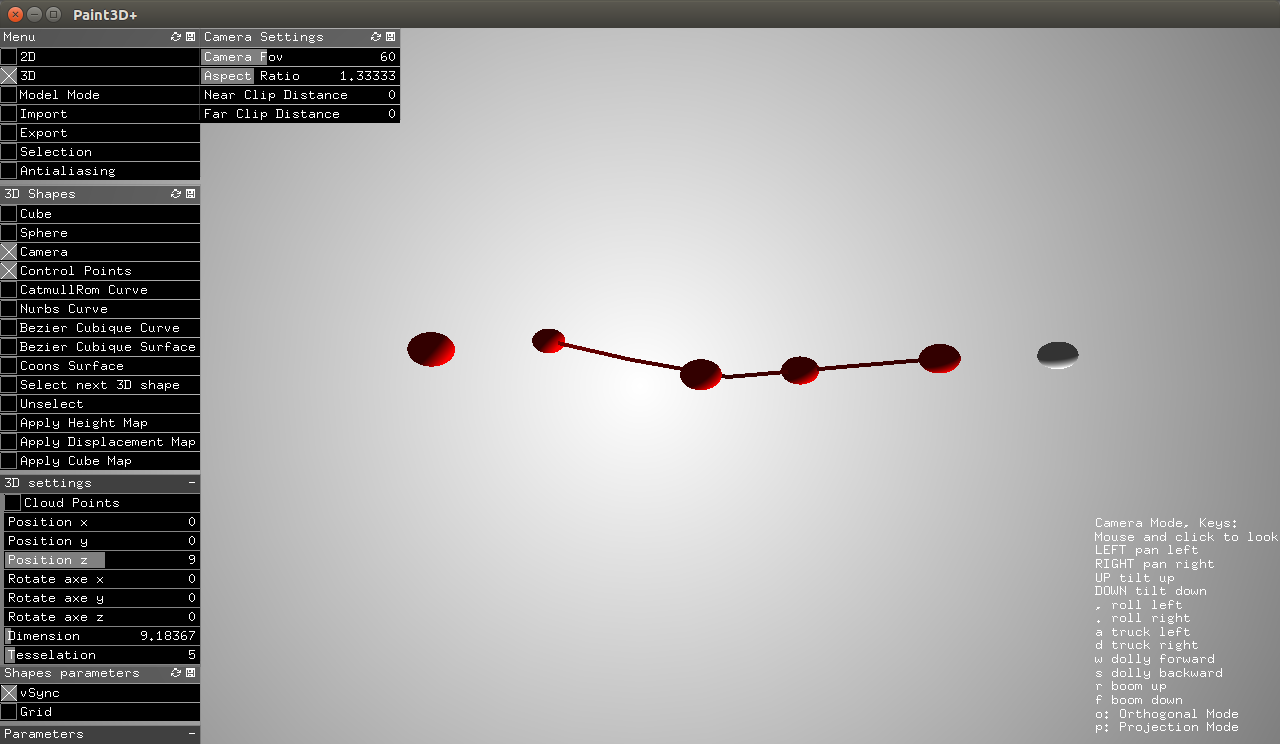 Paint3D+
Menu
2D
3D
Model Mode
Import
Export
Selection
Antialiasing
Camera Settings
Camera Fov 60
Aspect Ratio 1.33333
Near Clip Distance 0
Far Clip Distance 0
3D Shapes
Cube
Sphere
Camera
Control Points
CatmullRom Curve
Nurbs Curve
Bezier Cubique Curve
Bezier Cubique Surface
Coons Surface
Select next 3D shape
Unselect
Apply Height Map
Apply Displacement Map
Apply Cube Map
3D settings -
Cloud Points
Position x 0
Position y 0
Position z 9
Rotate axe x 0
Rotate axe y 0
Rotate axe z 0
Dimension 9.18367
Tesselation 5
Shapes parameters
vSync
Grid
Parameters -
Camera Mode, Keys:
Mouse and click to look
LEFT pan left
RIGHT pan right
UP tilt up
DOWN tilt down
, roll left
. roll right
a truck left
d truck right
w dolly forward
s dolly backward
r boom up
f boom down
o: Orthogonal Mode
p: Projection Mode